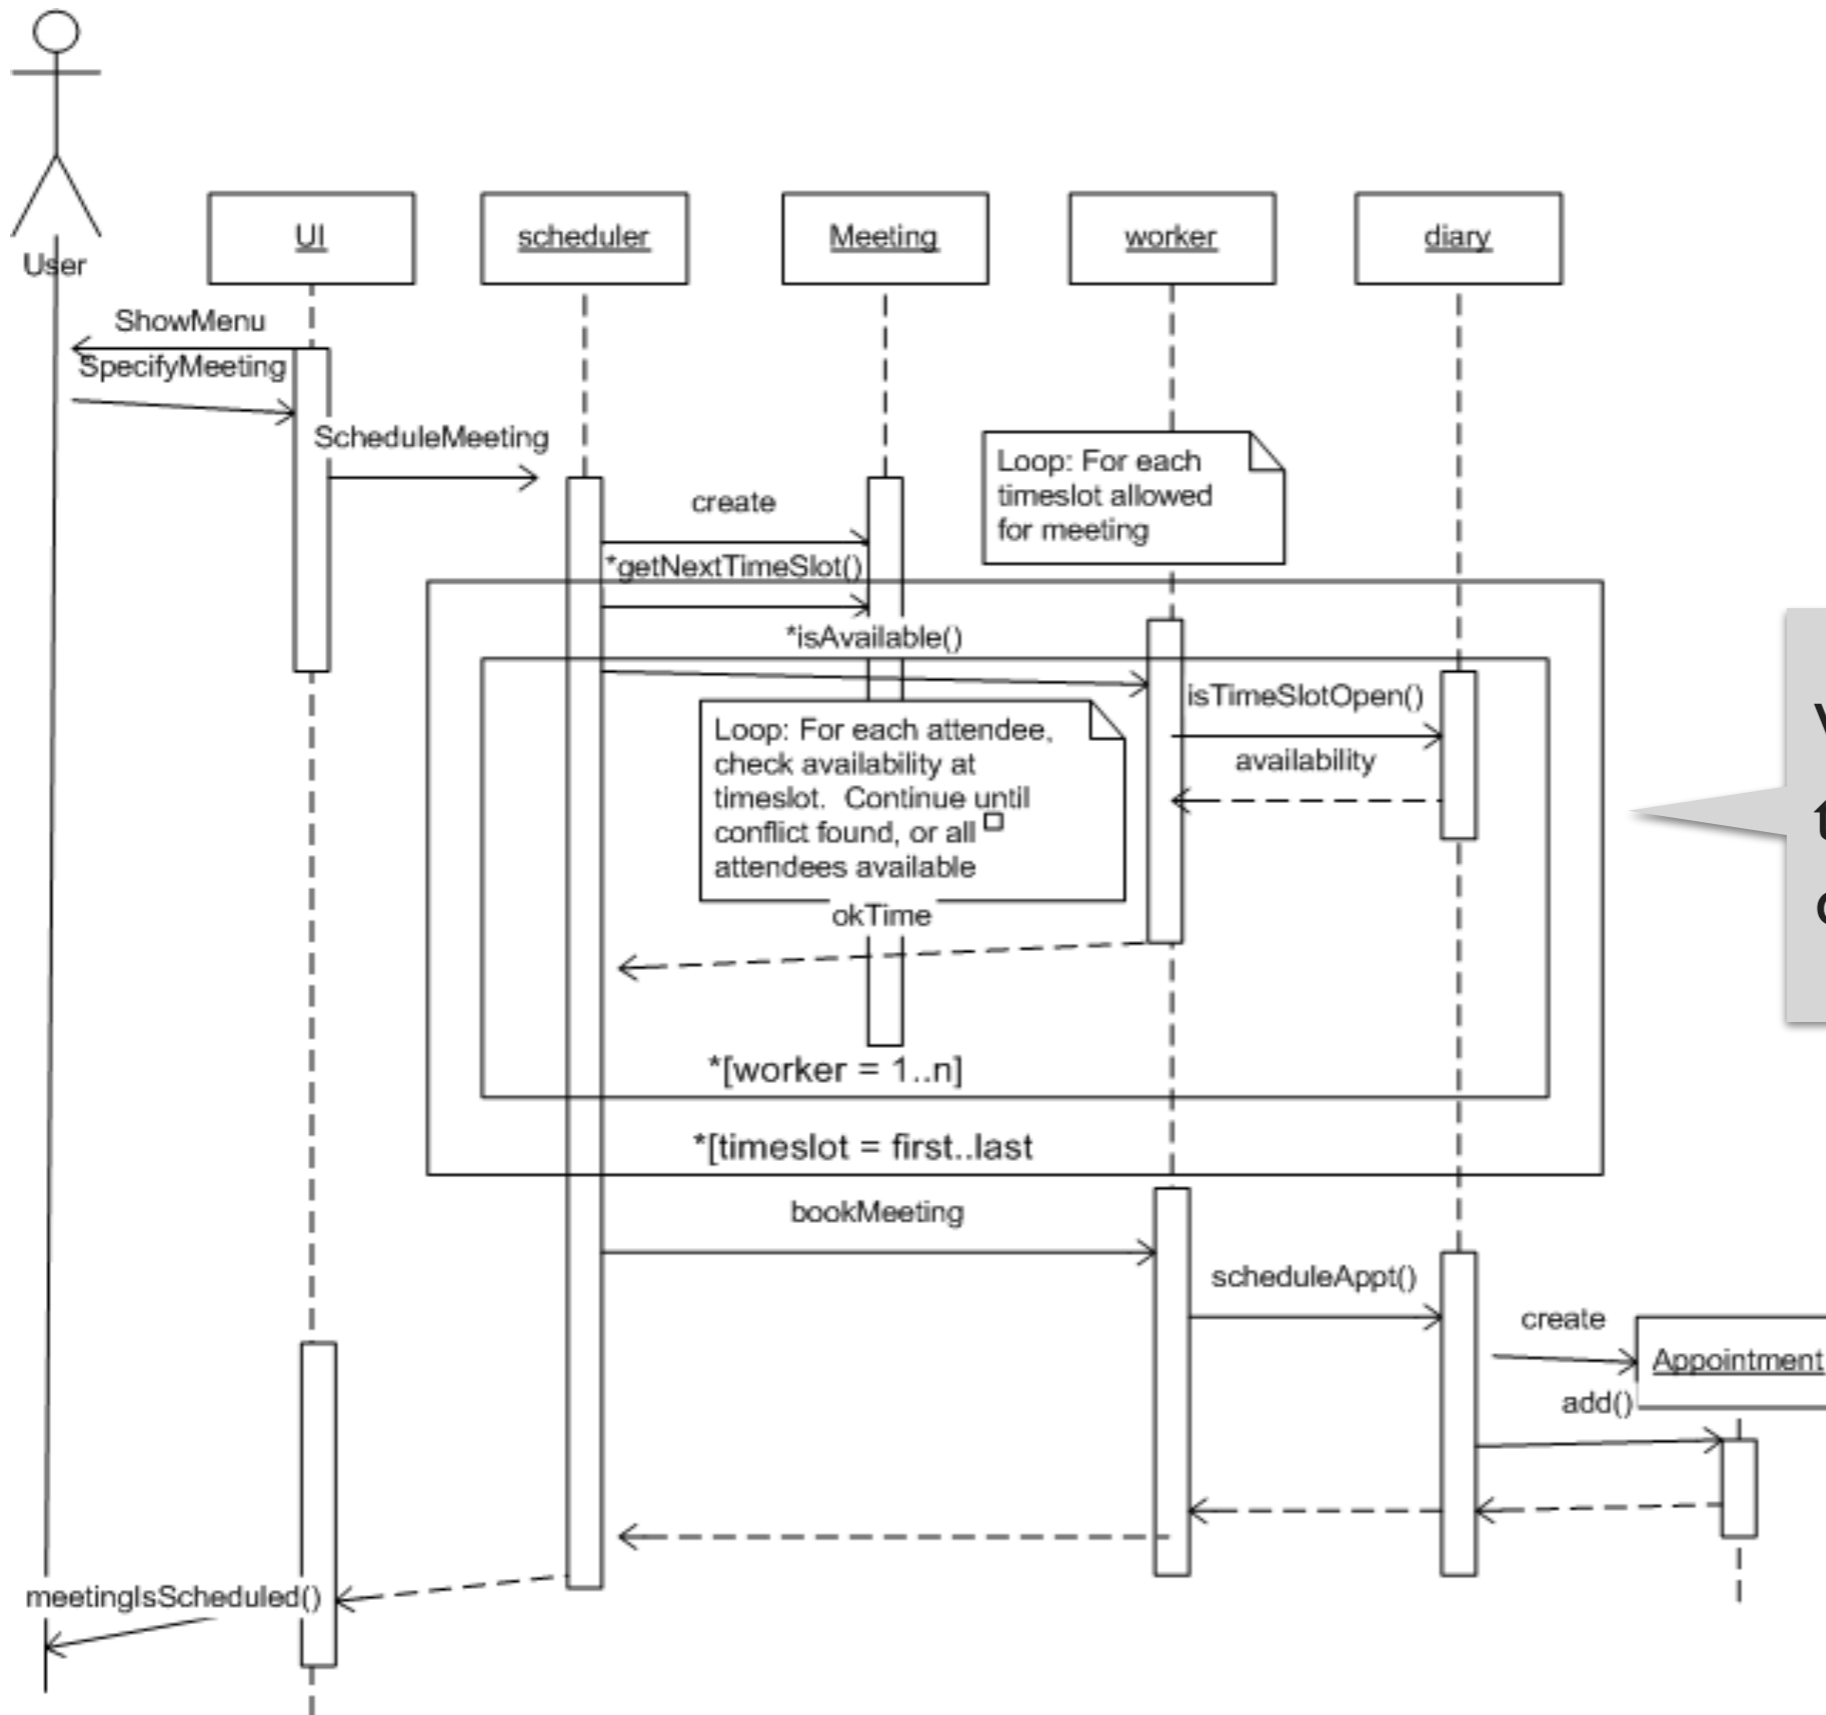 User
UI
scheduler
Meeting
worker
diary
ShowMenu
SpecifyMeeting
ScheduleMeeting
Loop: For each
timeslot allowed
for meeting
create
*getNextTimeSlot()
*isAvailable()
isTimeSlotOpen()
availability
Loop: For each attendee,
check availability at
timeslot. Continue until
conflict found, or all
attendees available
okTime
*[worker = 1..n]
*[timeslot = first..last
bookMeeting
scheduleAppt()
create
Appointment
add()
meetingIsScheduled()